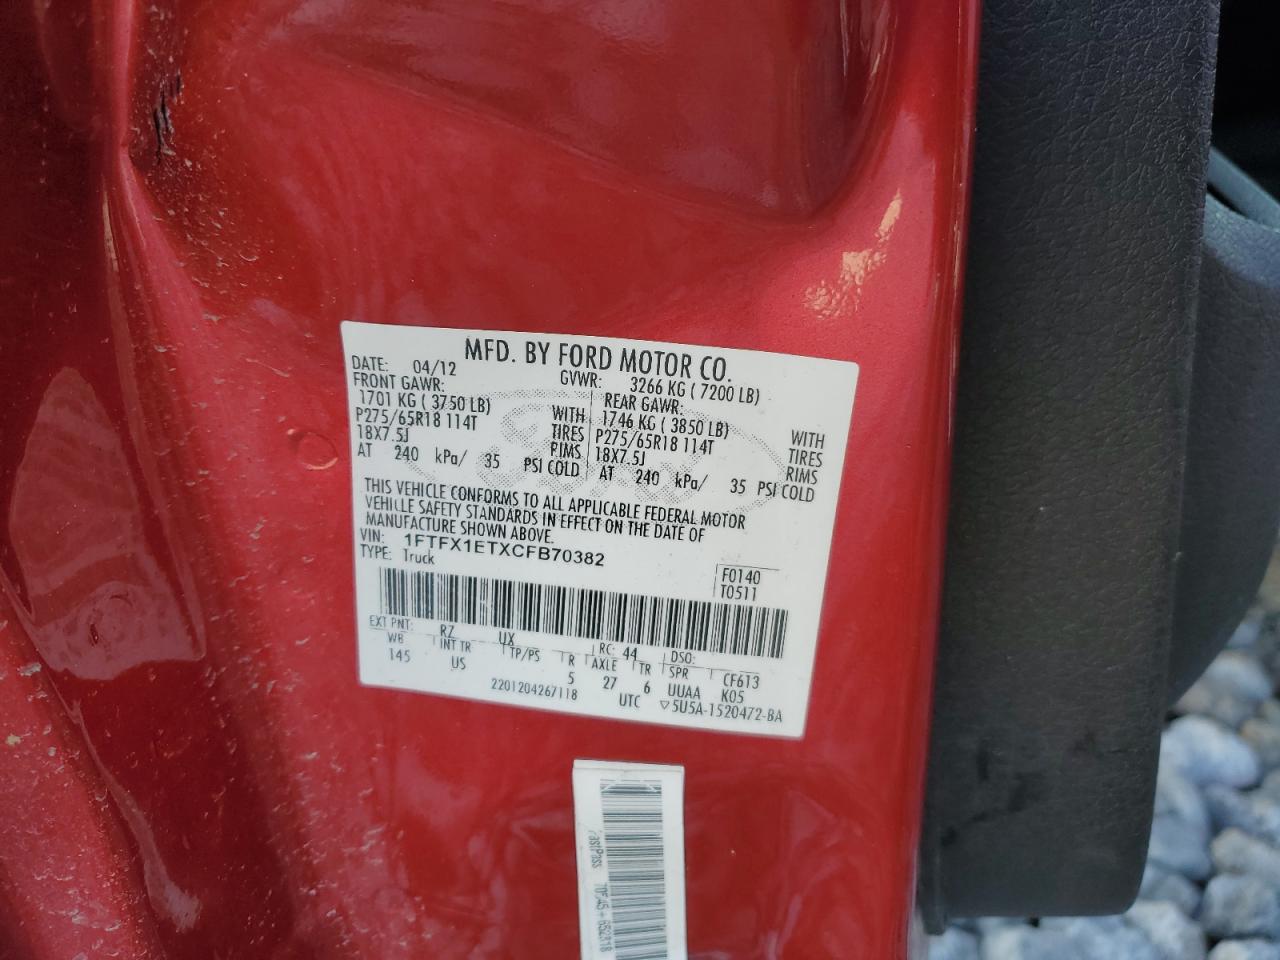 MFD. BY FORD MOTOR CO.
DATE: 04/12 GVWR: 3266 KG ( 7200 LB)
FRONT GAWR: REAR GAWR:
1701 KG ( 3750 LB) WITH 1746 KG ( 3850 LB) WITH
P275/65R18 114T TIRES P275/65R18 114T TIRES
18X7.5J RIMS 18X7.5J RIMS
AT 240 kPa/ 35 PSI COLD AT 240 kPa/ 35 PSI COLD
THIS VEHICLE CONFORMS TO ALL APPLICABLE FEDERAL MOTOR
VEHICLE SAFETY STANDARDS IN EFFECT ON THE DATE OF
MANUFACTURE SHOWN ABOVE.
VIN: 1FTFX1ETXCFB70382
TYPE: Truck
F0140
T0511
EXT PNT: RZ UX RC: 44 DSO:
WB INT TR TP/PS R AXLE TR SPR CF613
145 US 5 27 6 UUAA K05
2201204267118 UTC ▽5U5A-1520472-BA
FastPass 70545+652318